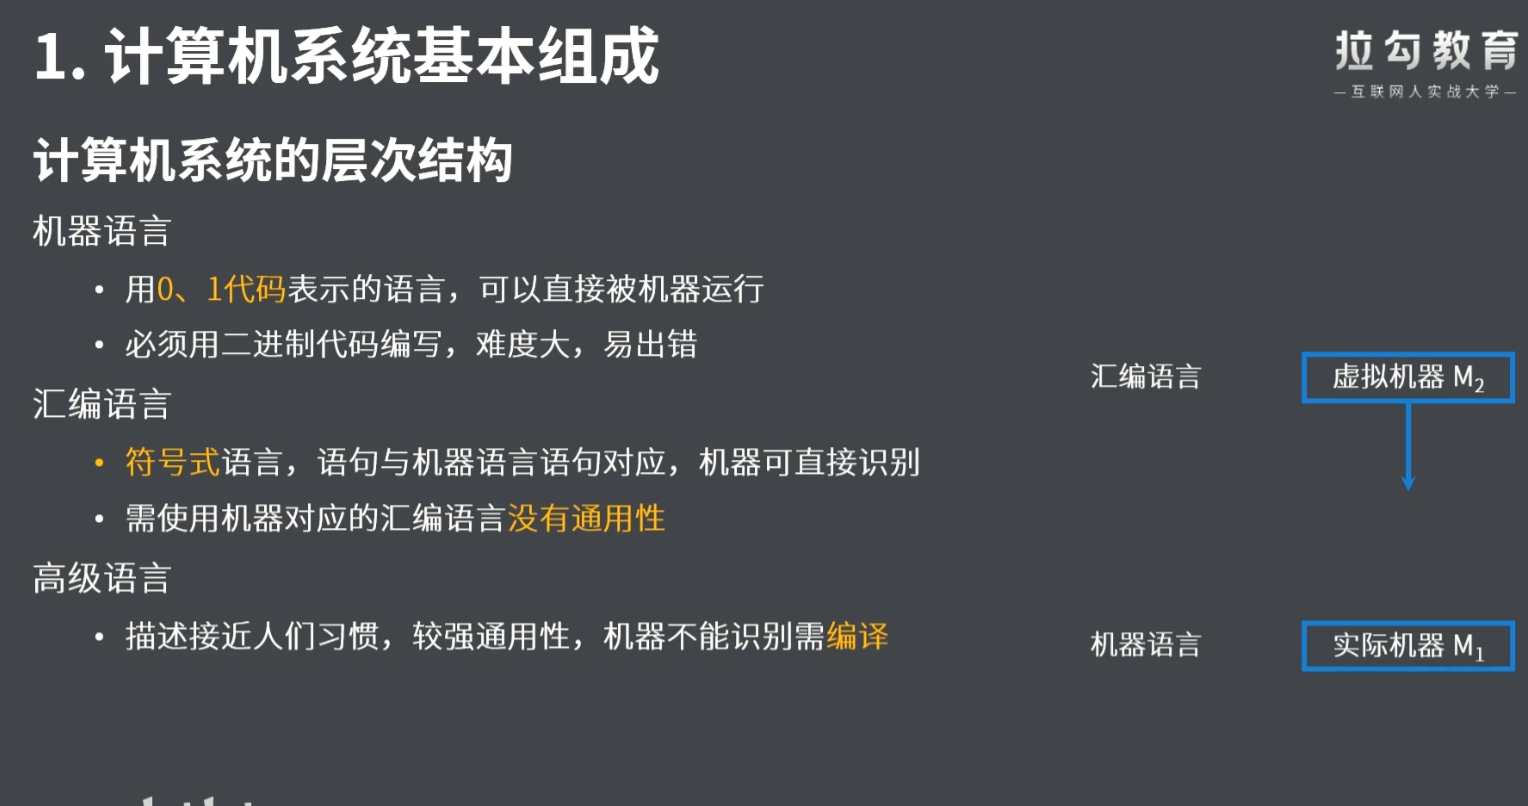 1. 计算机系统基本组成
拉勾教育
—互联网人实战大学—
计算机系统的层次结构
机器语言
• 用0、1代码表示的语言，可以直接被机器运行
• 必须用二进制代码编写，难度大，易出错
汇编语言
• 符号式语言，语句与机器语言语句对应，机器可直接识别
• 需使用机器对应的汇编语言没有通用性
高级语言
• 描述接近人们习惯，较强通用性，机器不能识别需编译
汇编语言
虚拟机器 M₂
机器语言
实际机器 M₁